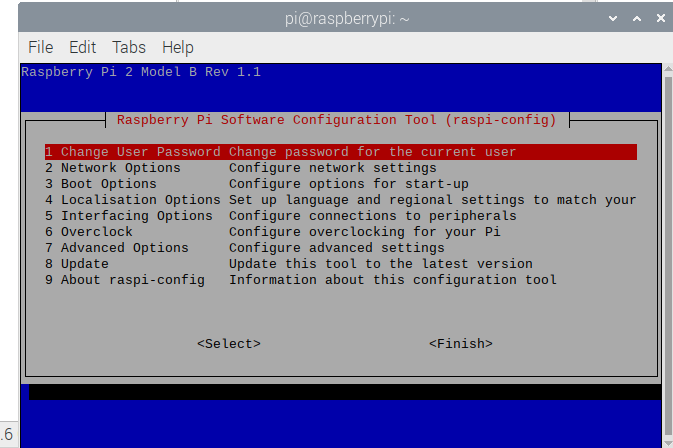 pi@raspberrypi: ~
File Edit Tabs Help
Raspberry Pi 2 Model B Rev 1.1
Raspberry Pi Software Configuration Tool (raspi-config)
1 Change User Password Change password for the current user
2 Network Options Configure network settings
3 Boot Options Configure options for start-up
4 Localisation Options Set up language and regional settings to match your
5 Interfacing Options Configure connections to peripherals
6 Overclock Configure overclocking for your Pi
7 Advanced Options Configure advanced settings
8 Update Update this tool to the latest version
9 About raspi-config Information about this configuration tool
<Select> <Finish>
.6